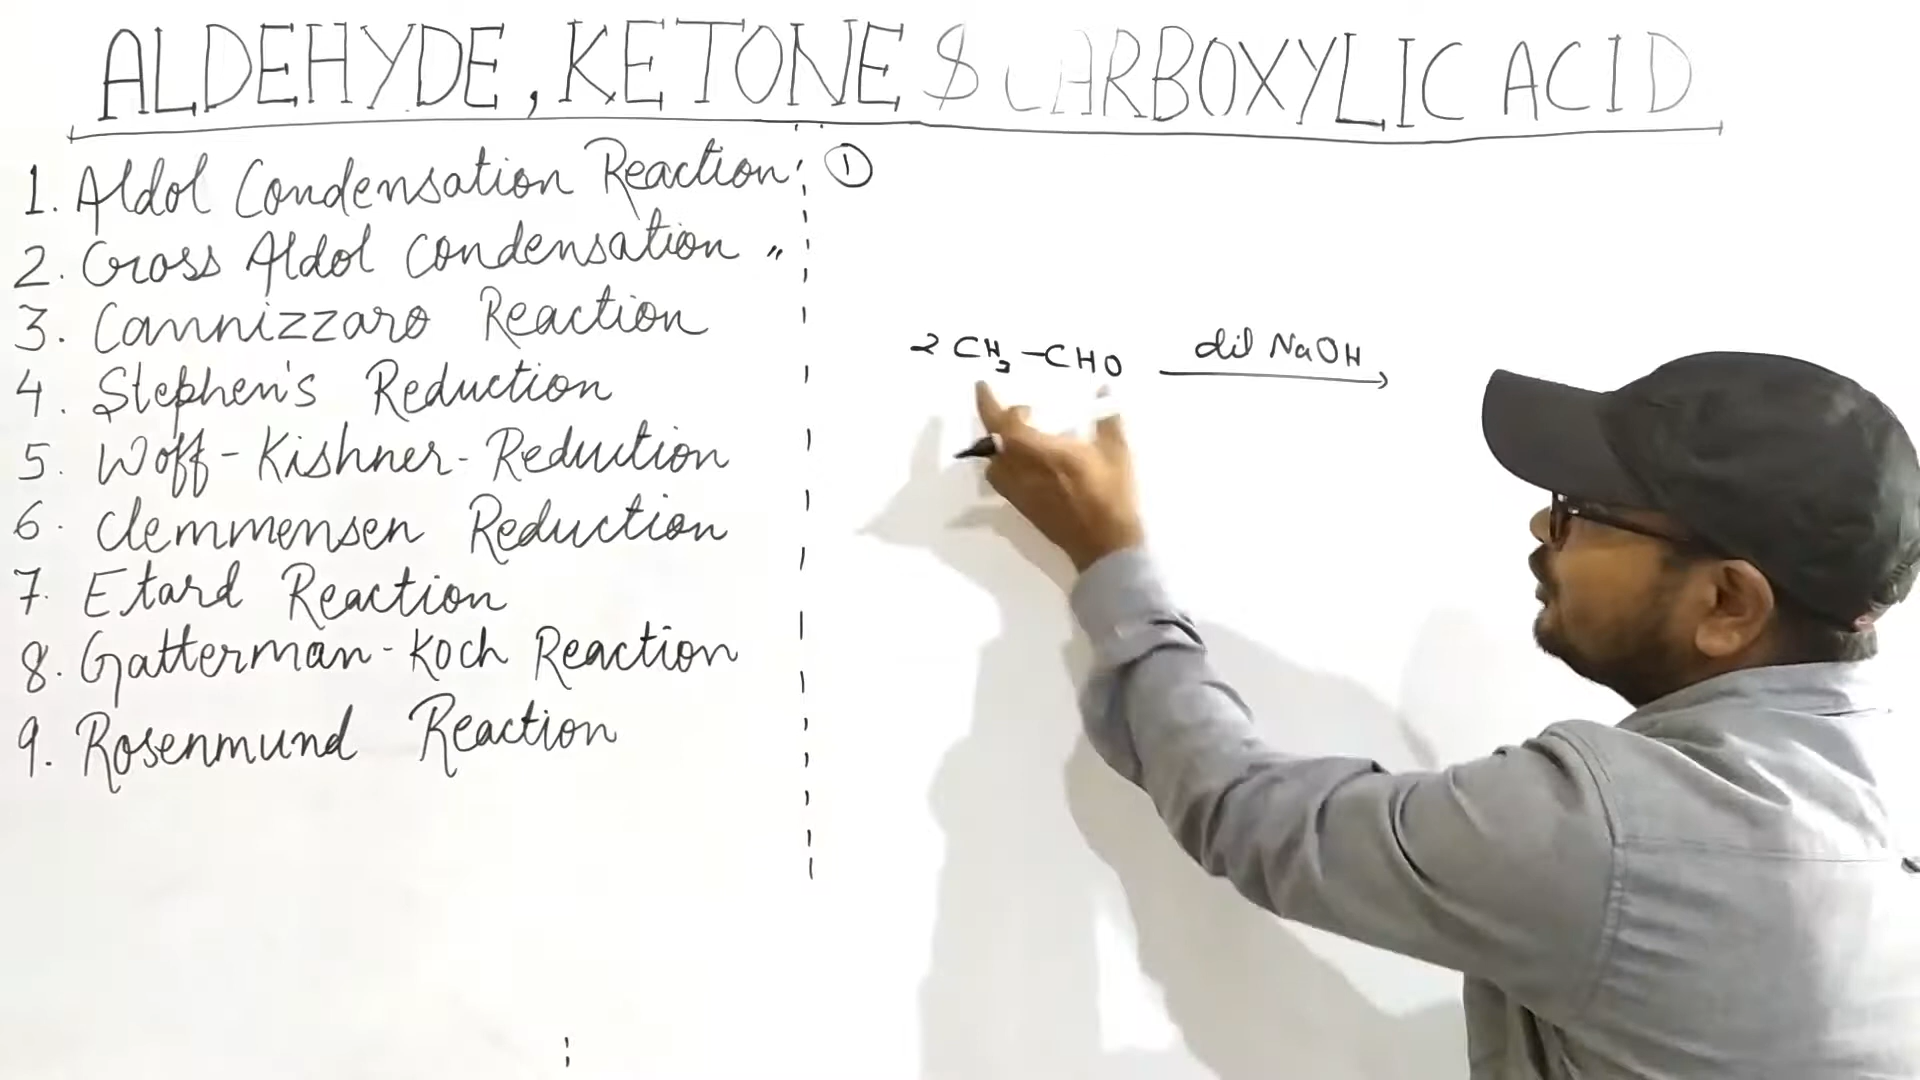 ALDEHYDE, KETONE $ CARBOXYLIC ACID
1. Aldol Condensation Reaction
2. Cross Aldol Condensation "
3. Cannizzaro Reaction
4. Stephen's Reduction
5. Woff-Kishner-Reduction
6. Clemmensen Reduction
7. Etard Reaction
8. Gatterman-Koch Reaction
9. Rosenmund Reaction
①
2 CH₃-CHO dil NaOH →